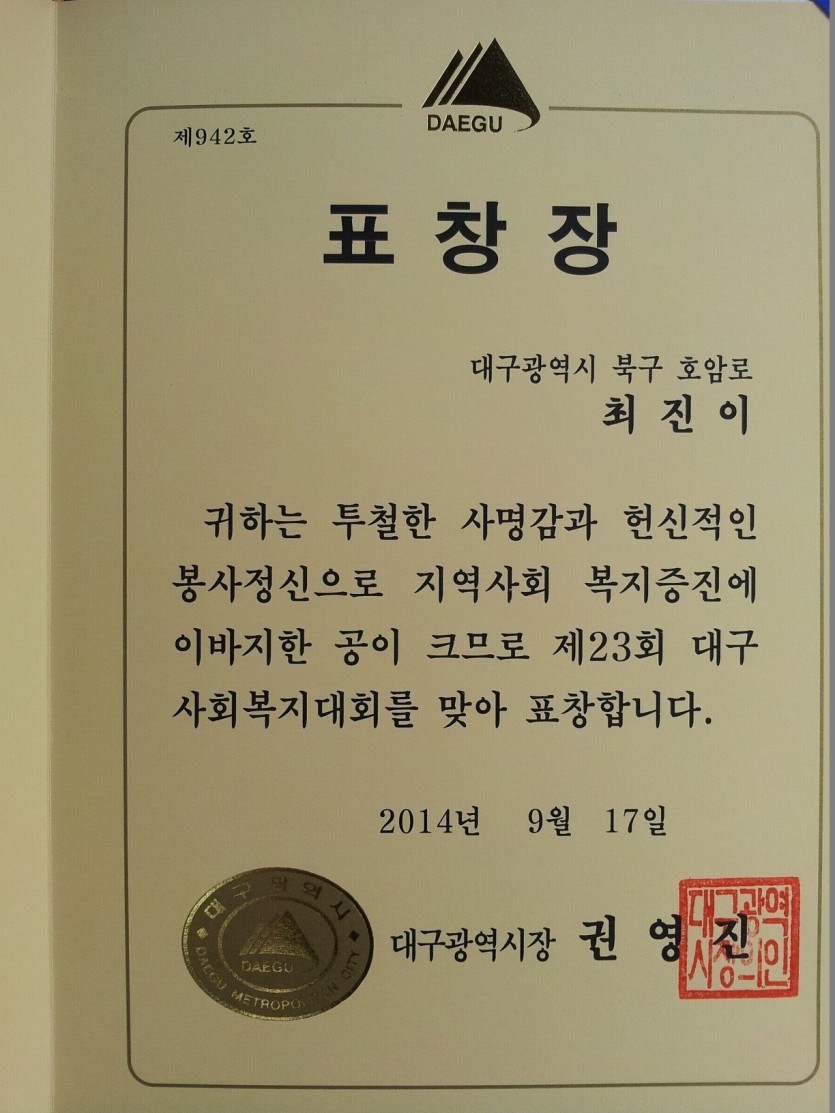 DAEGU
제942호
표 창 장
대구광역시 북구 호암로
최 진 이
귀하는 투철한 사명감과 헌신적인
봉사정신으로 지역사회 복지증진에
이바지한 공이 크므로 제23회 대구
사회복지대회를 맞아 표창합니다.
2014년 9월 17일
대구광역시
DAEGU
DAEGU METROPOLITAN CITY
대구광역시장 권 영 진
대구광역
시장의인